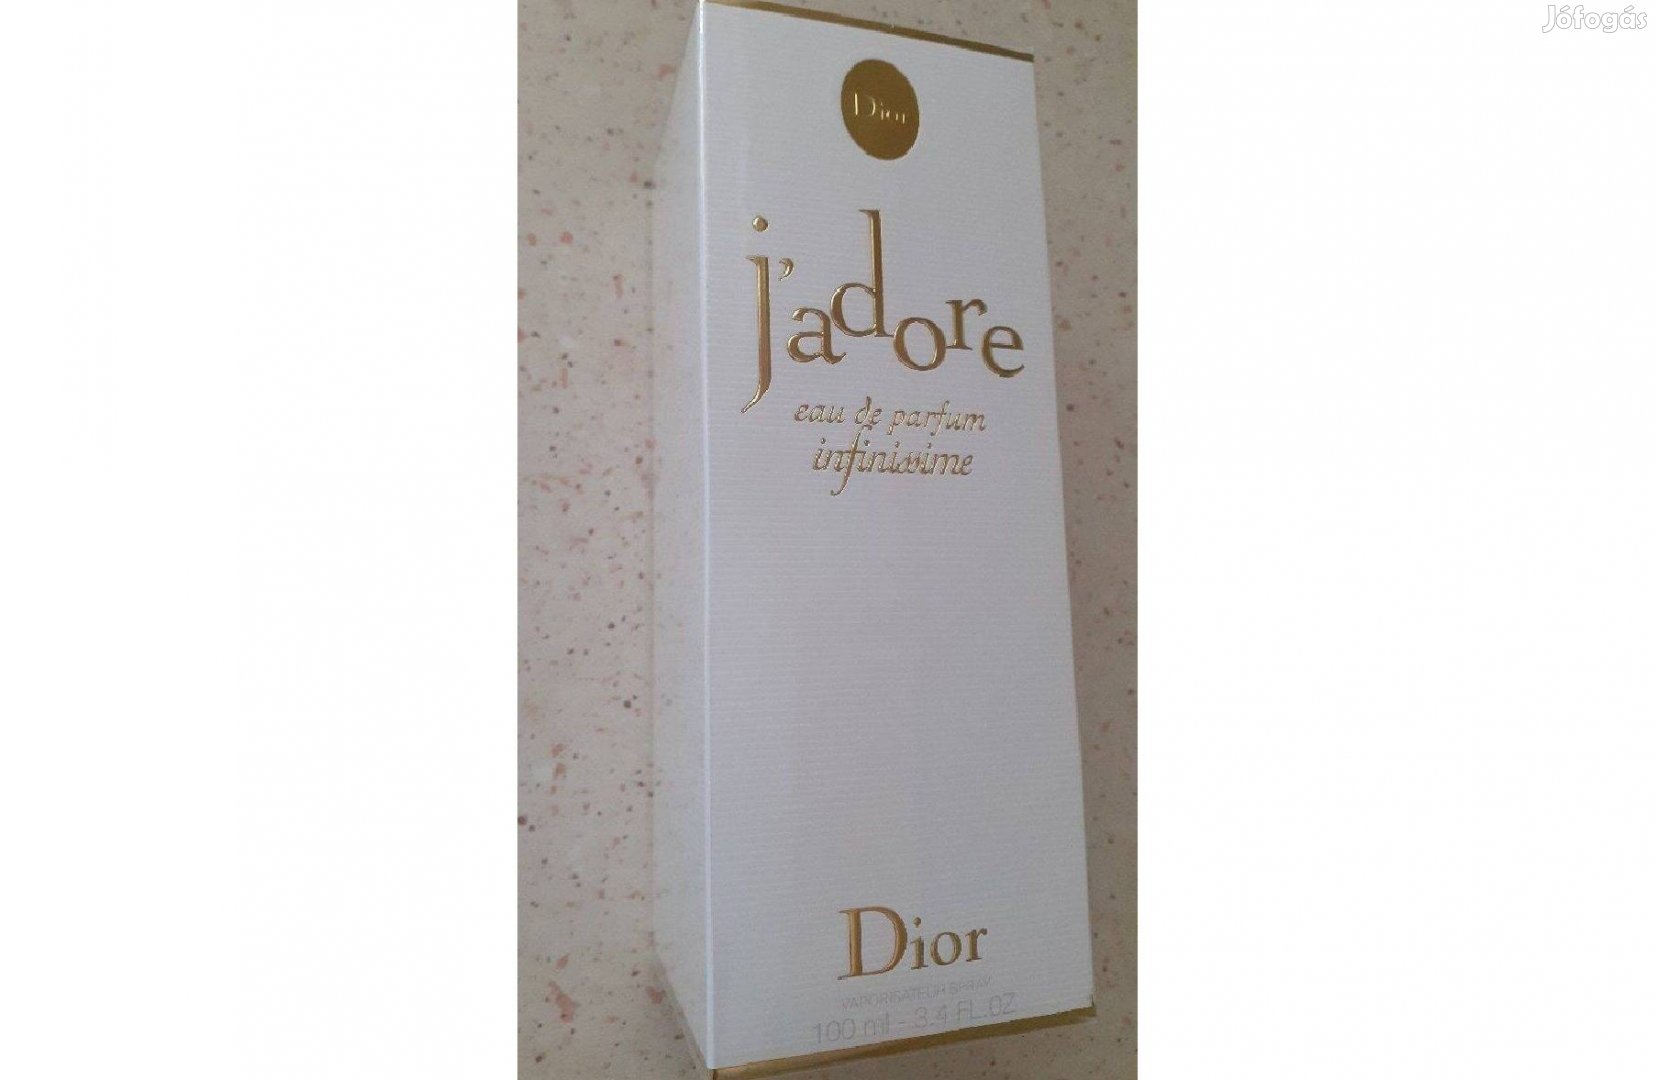 Jófogás
Dior
j'adore
eau de parfum
infinissime
Dior
VAPORISATEUR SPRAY
100 ml - 3.4 FL.OZ